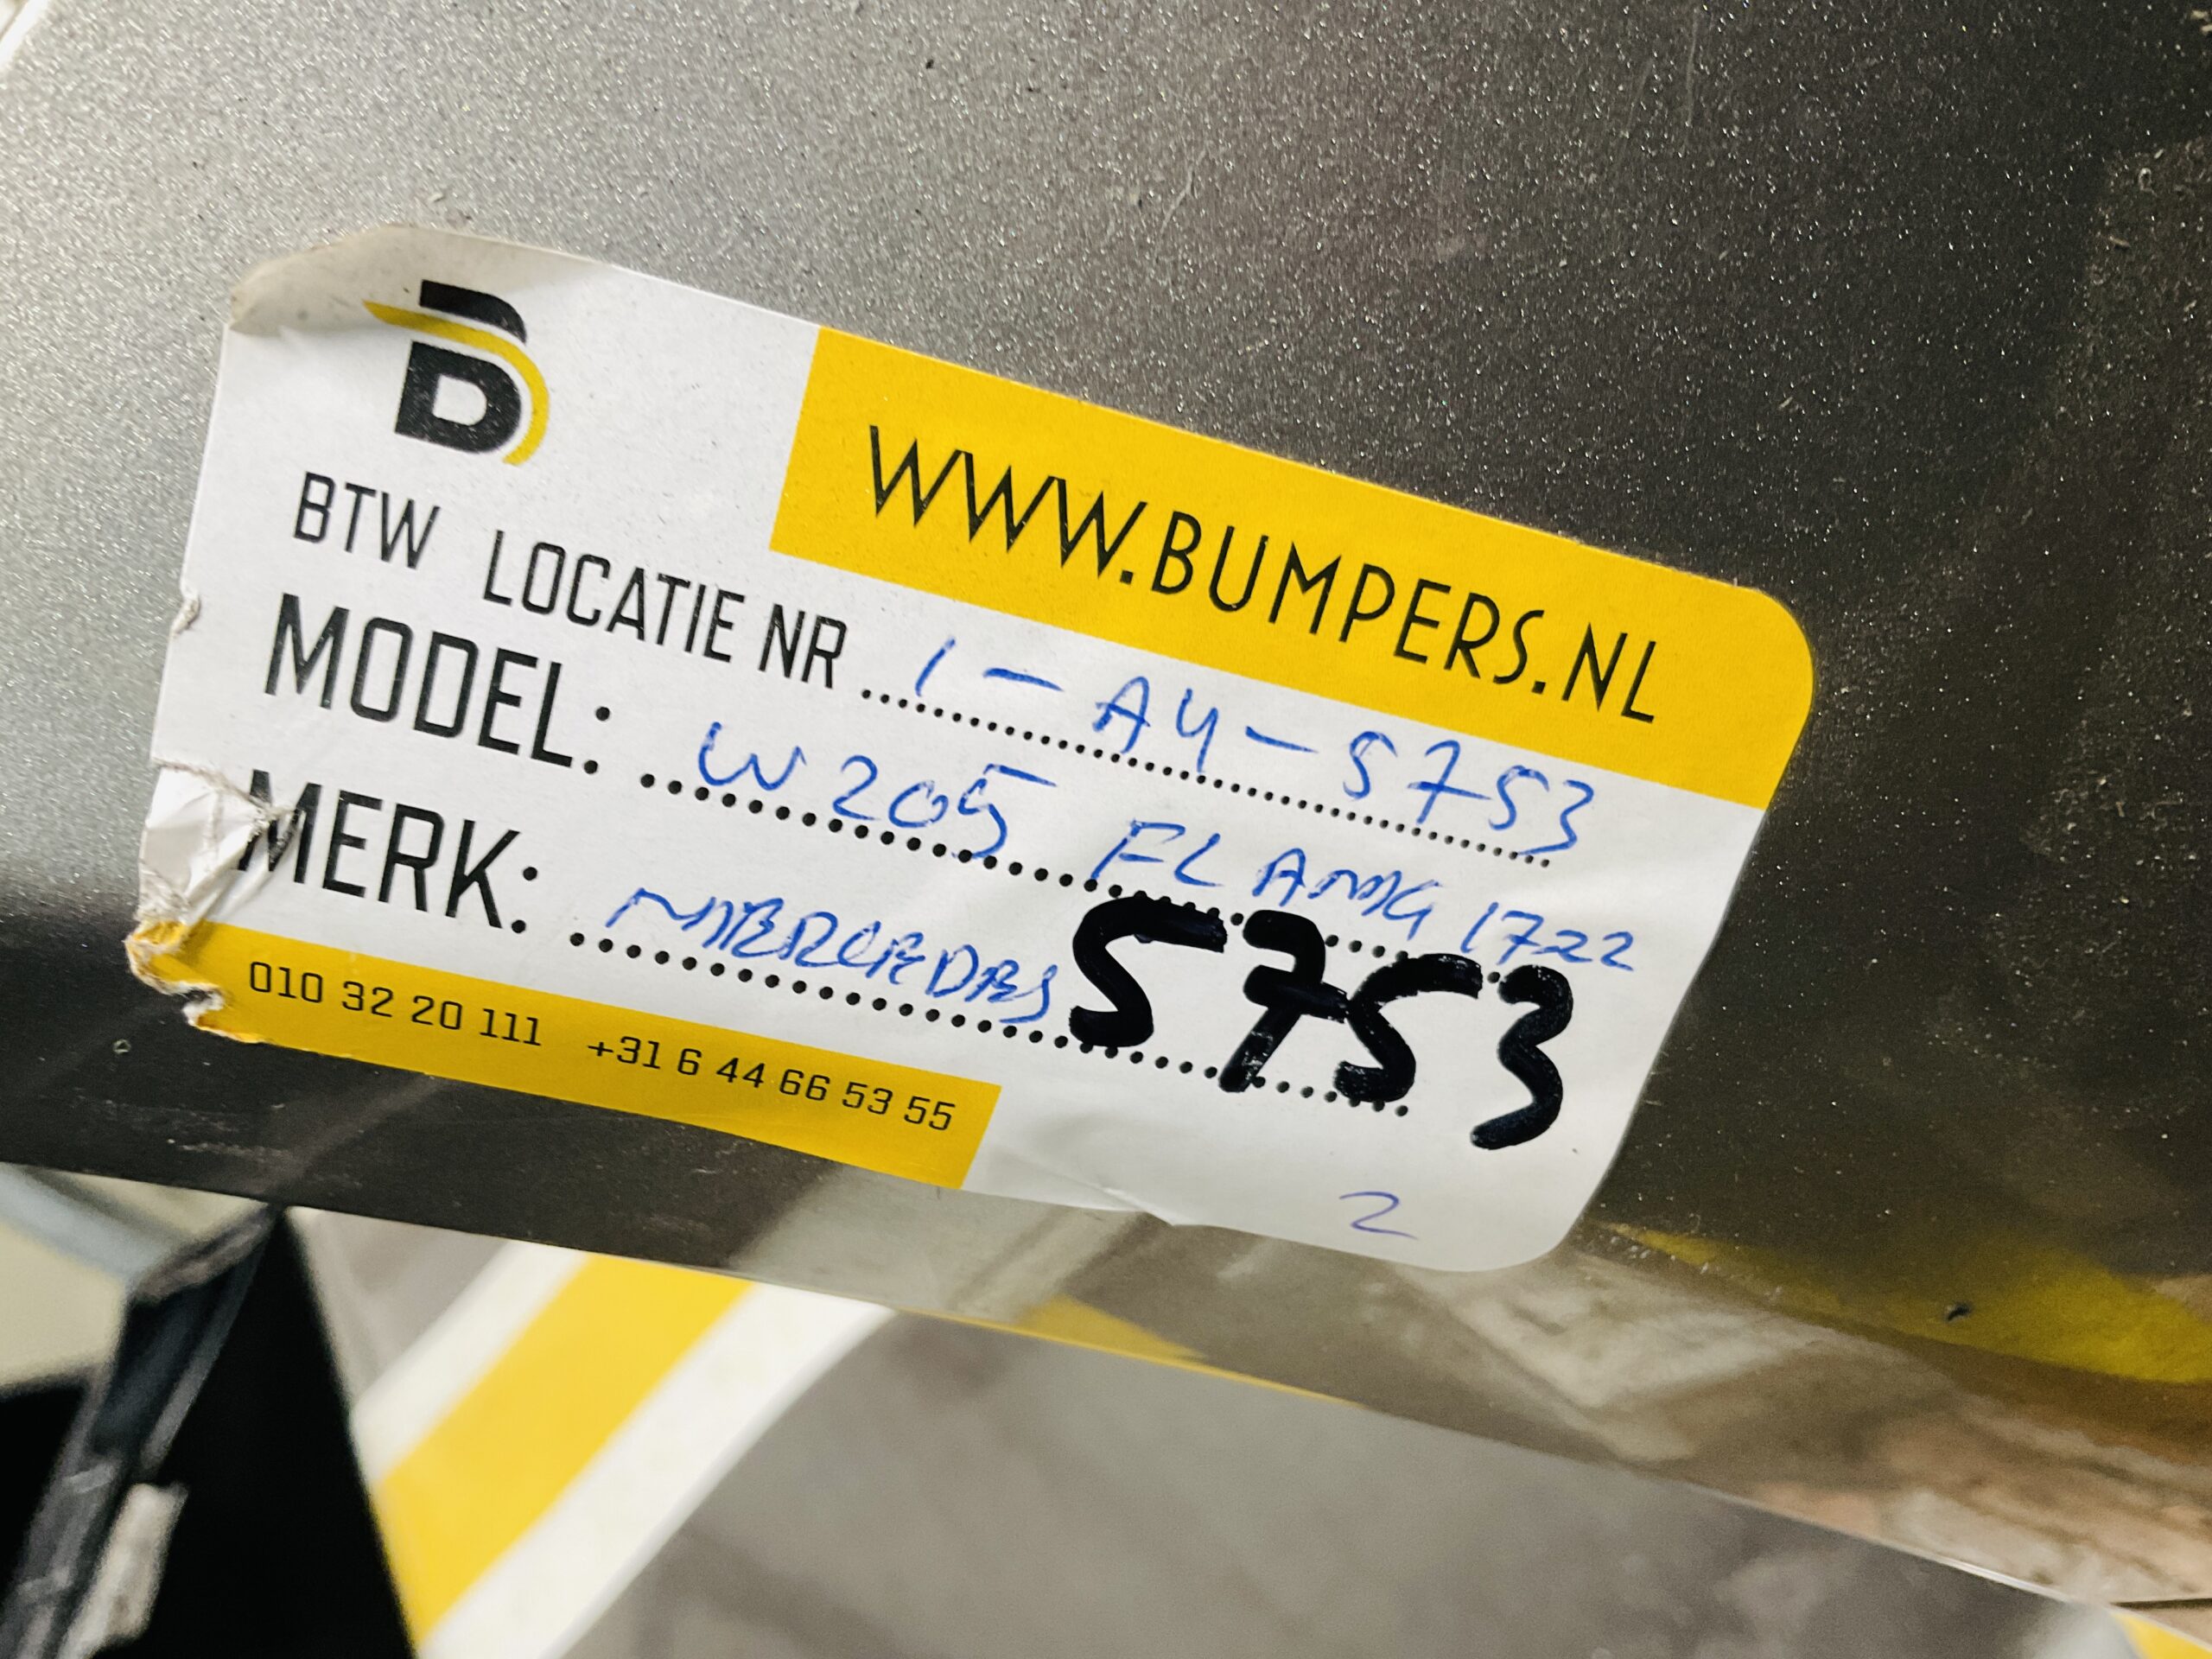 B
WWW.BUMPERS.NL
BTW LOCATIE NR 1-A4-5753
MODEL: W205 FL AMG 1722
MERK: MERCEDES 5753
010 32 20 111 +31 6 44 66 53 55
2